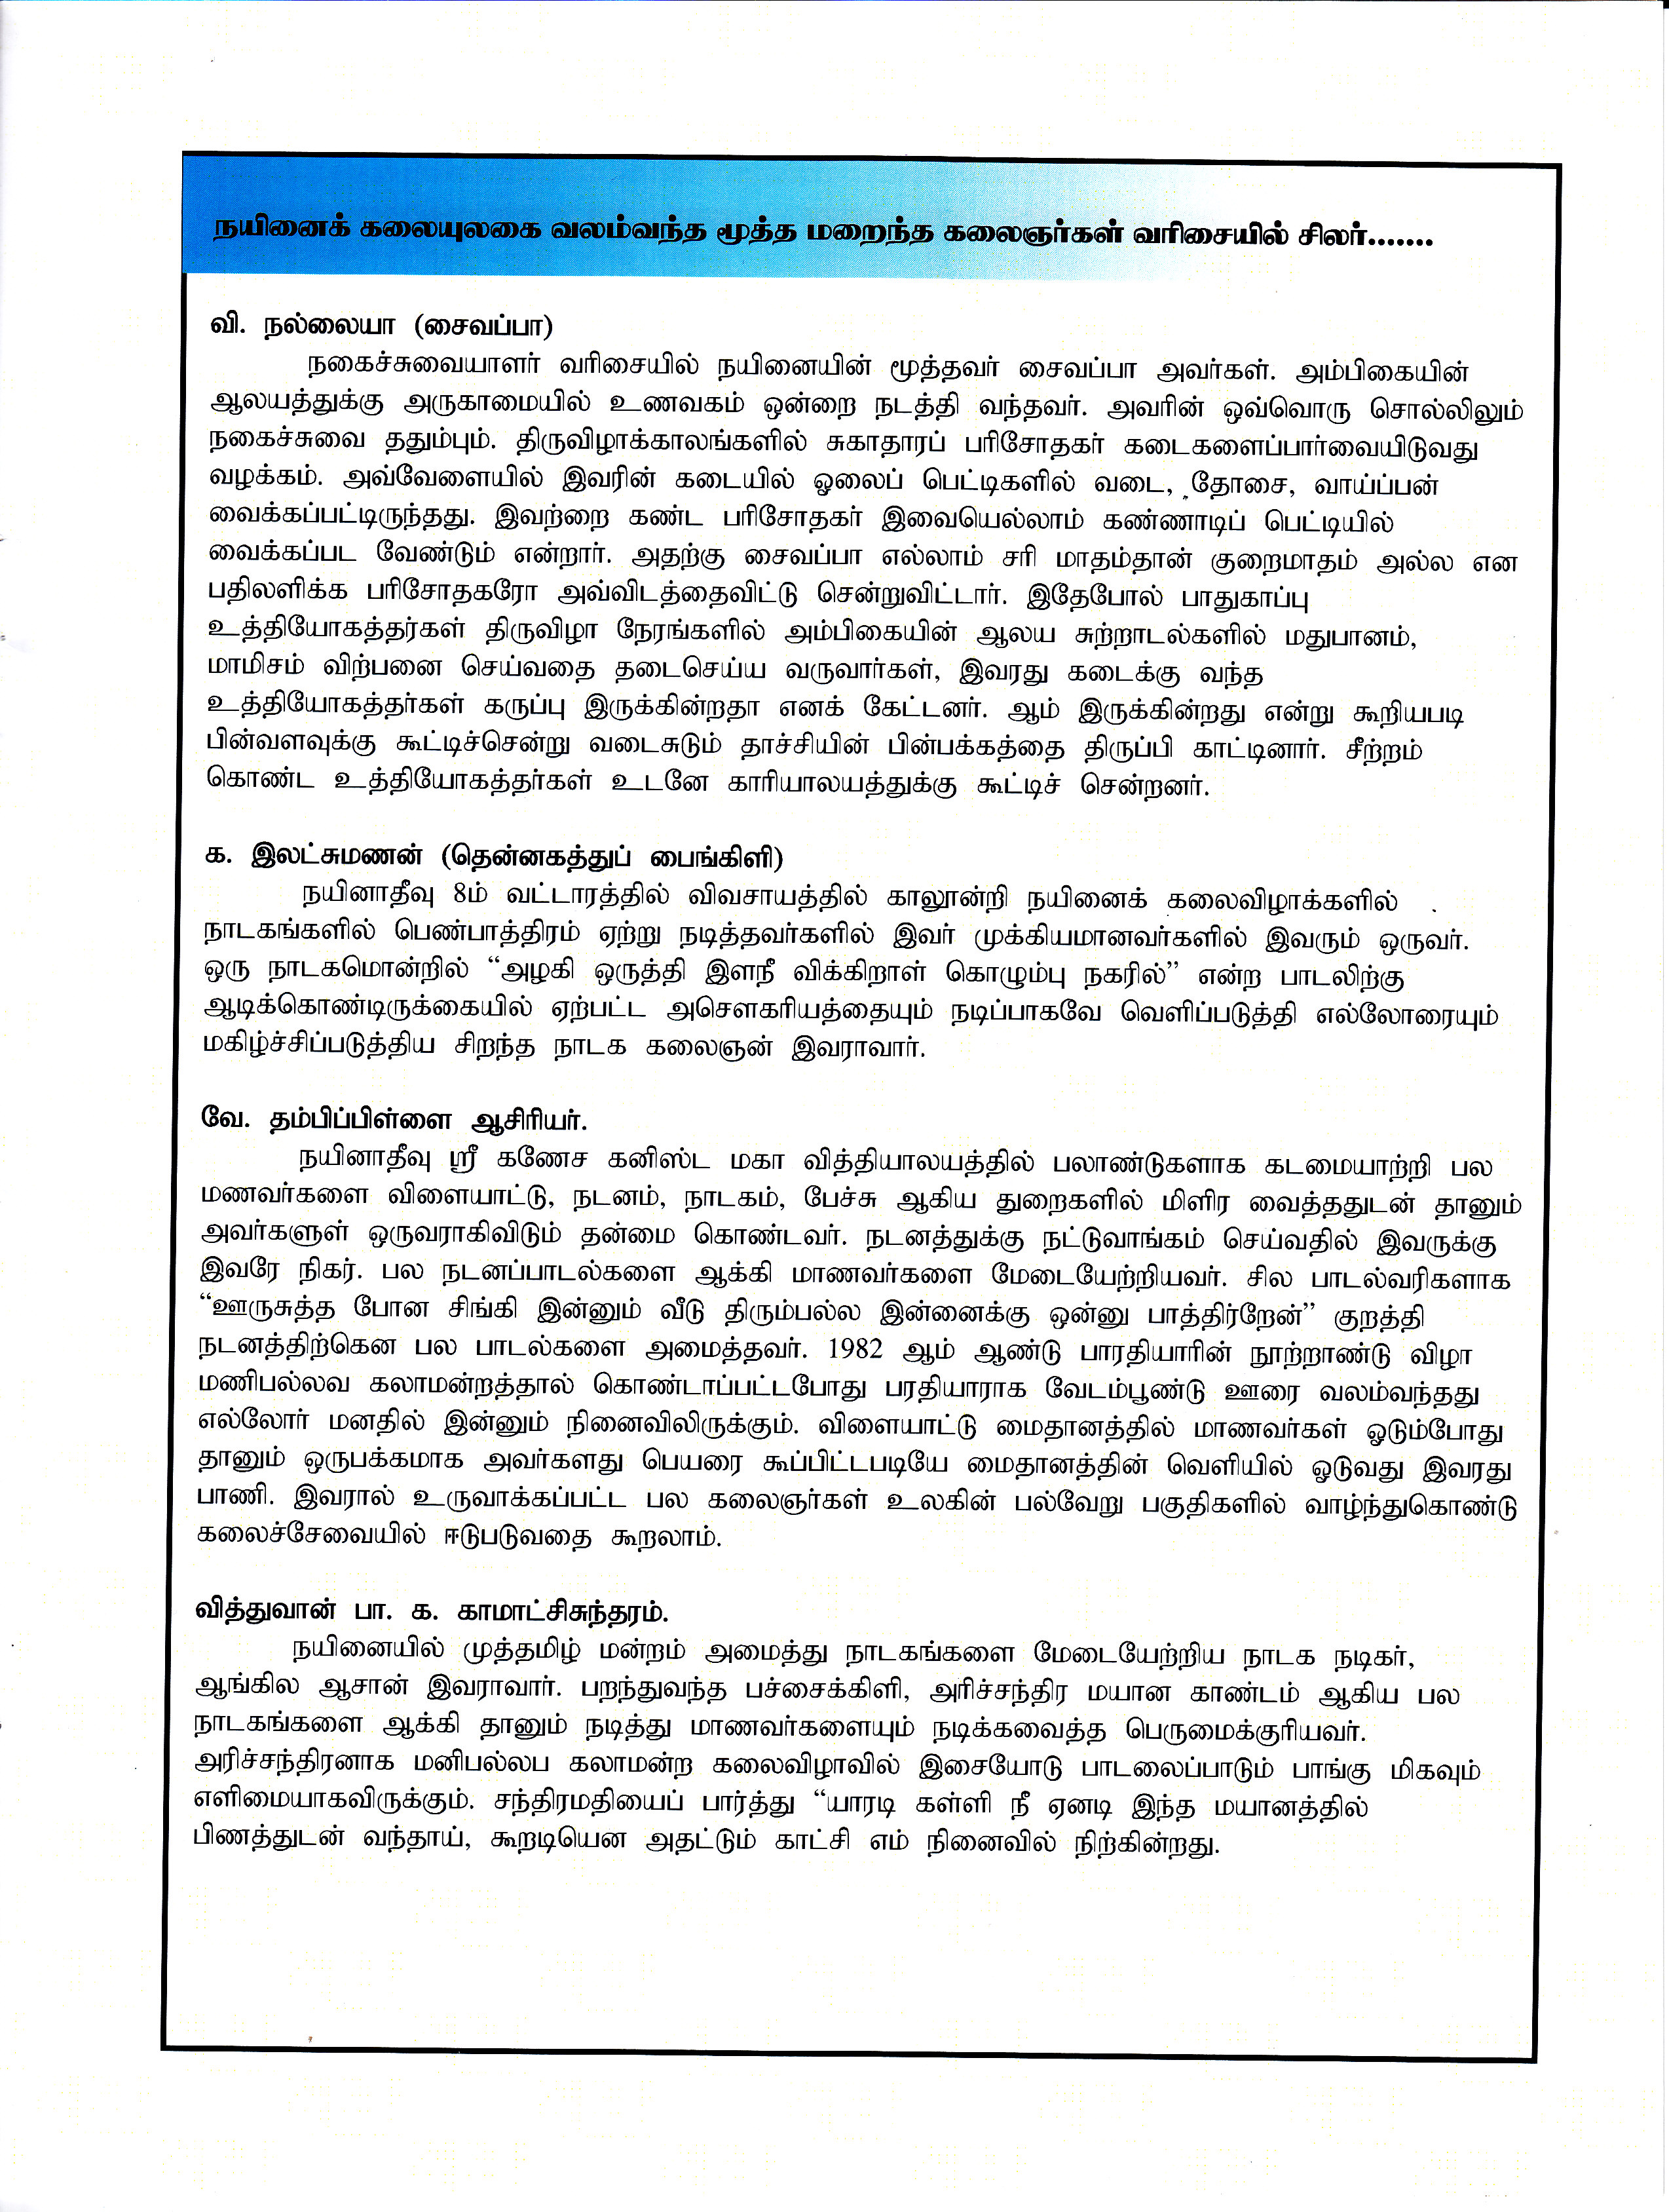 நயினைக் கலையுலகை வலம்வந்த மூத்த மறைந்த கலைஞர்கள் வரிசையில் சிலர்.......
வி. நல்லையா (சைவப்பா)
நகைச்சுவையாளர் வரிசையில் நயினையின் மூத்தவர் சைவப்பா அவர்கள். அம்பிகையின்
ஆலயத்துக்கு அருகாமையில் உணவகம் ஒன்றை நடத்தி வந்தவர். அவரின் ஒவ்வொரு சொல்லிலும்
நகைச்சுவை ததும்பும். திருவிழாக்காலங்களில் சுகாதாரப் பரிசோதகர் கடைகளைப்பார்வையிடுவது
வழக்கம். அவ்வேளையில் இவரின் கடையில் ஓலைப் பெட்டிகளில் வடை, தோசை, வாய்ப்பன்
வைக்கப்பட்டிருந்தது. இவற்றை கண்ட பரிசோதகர் இவையெல்லாம் கண்ணாடிப் பெட்டியில்
வைக்கப்பட வேண்டும் என்றார். அதற்கு சைவப்பா எல்லாம் சரி மாதம்தான் குறைமாதம் அல்ல என
பதிலளிக்க பரிசோதகரோ அவ்விடத்தைவிட்டு சென்றுவிட்டார். இதேபோல் பாதுகாப்பு
உத்தியோகத்தர்கள் திருவிழா நேரங்களில் அம்பிகையின் ஆலய சுற்றாடல்களில் மதுபானம்,
மாமிசம் விற்பனை செய்வதை தடைசெய்ய வருவார்கள், இவரது கடைக்கு வந்த
உத்தியோகத்தர்கள் கருப்பு இருக்கின்றதா எனக் கேட்டனர். ஆம் இருக்கின்றது என்று கூறியபடி
பின்வளவுக்கு கூட்டிச்சென்று வடைசுடும் தாச்சியின் பின்பக்கத்தை திருப்பி காட்டினார். சீற்றம்
கொண்ட உத்தியோகத்தர்கள் உடனே காரியாலயத்துக்கு கூட்டிச் சென்றனர்.
க. இலட்சுமணன் (தென்னகத்துப் பைங்கிளி)
நயினாதீவு 8ம் வட்டாரத்தில் விவசாயத்தில் காலூன்றி நயினைக் கலைவிழாக்களில்
நாடகங்களில் பெண்பாத்திரம் ஏற்று நடித்தவர்களில் இவர் முக்கியமானவர்களில் இவரும் ஒருவர்.
ஒரு நாடகமொன்றில் “அழகி ஒருத்தி இளநீ விக்கிறாள் கொழும்பு நகரில்” என்ற பாடலிற்கு
ஆடிக்கொண்டிருக்கையில் ஏற்பட்ட அசௌகரியத்தையும் நடிப்பாகவே வெளிப்படுத்தி எல்லோரையும்
மகிழ்ச்சிப்படுத்திய சிறந்த நாடக கலைஞன் இவராவார்.
வே. தம்பிப்பிள்ளை ஆசிரியர்.
நயினாதீவு ஸ்ரீ கணேச கனிஸ்ட மகா வித்தியாலயத்தில் பலாண்டுகளாக கடமையாற்றி பல
மணவர்களை விளையாட்டு, நடனம், நாடகம், பேச்சு ஆகிய துறைகளில் மிளிர வைத்ததுடன் தானும்
அவர்களுள் ஒருவராகிவிடும் தன்மை கொண்டவர். நடனத்துக்கு நட்டுவாங்கம் செய்வதில் இவருக்கு
இவரே நிகர். பல நடனப்பாடல்களை ஆக்கி மாணவர்களை மேடையேற்றியவர். சில பாடல்வரிகளாக
“ஊருசுத்த போன சிங்கி இன்னும் வீடு திரும்பல்ல இன்னைக்கு ஒன்னு பாத்திர்றேன்” குறத்தி
நடனத்திற்கென பல பாடல்களை அமைத்தவர். 1982 ஆம் ஆண்டு பாரதியாரின் நூற்றாண்டு விழா
மணிபல்லவ கலாமன்றத்தால் கொண்டாப்பட்டபோது பரதியாராக வேடம்பூண்டு ஊரை வலம்வந்தது
எல்லோர் மனதில் இன்னும் நினைவிலிருக்கும். விளையாட்டு மைதானத்தில் மாணவர்கள் ஓடும்போது
தானும் ஒருபக்கமாக அவர்களது பெயரை கூப்பிட்டபடியே மைதானத்தின் வெளியில் ஓடுவது இவரது
பாணி. இவரால் உருவாக்கப்பட்ட பல கலைஞர்கள் உலகின் பல்வேறு பகுதிகளில் வாழ்ந்துகொண்டு
கலைச்சேவையில் ஈடுபடுவதை கூறலாம்.
வித்துவான் பா. க. காமாட்சிசுந்தரம்.
நயினையில் முத்தமிழ் மன்றம் அமைத்து நாடகங்களை மேடையேற்றிய நாடக நடிகர்,
ஆங்கில ஆசான் இவராவார். பறந்துவந்த பச்சைக்கிளி, அரிச்சந்திர மயான காண்டம் ஆகிய பல
நாடகங்களை ஆக்கி தானும் நடித்து மாணவர்களையும் நடிக்கவைத்த பெருமைக்குரியவர்.
அரிச்சந்திரனாக மனிபல்லப கலாமன்ற கலைவிழாவில் இசையோடு பாடலைப்பாடும் பாங்கு மிகவும்
எளிமையாகவிருக்கும். சந்திரமதியைப் பார்த்து “யாரடி கள்ளி நீ ஏனடி இந்த மயானத்தில்
பிணத்துடன் வந்தாய், கூறடியென அதட்டும் காட்சி எம் நினைவில் நிற்கின்றது.